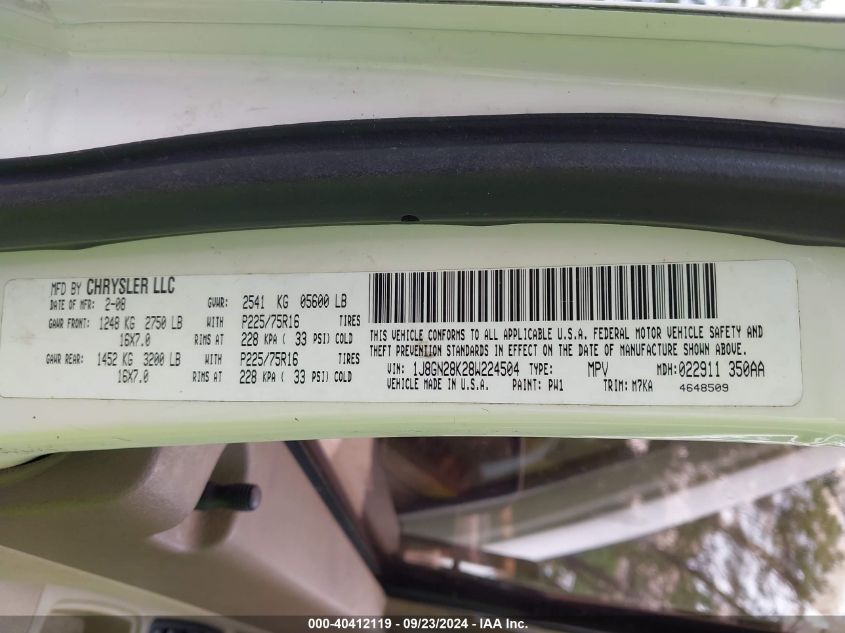 MFD BY CHRYSLER LLC
DATE OF MFR: 2-08 GVWR: 2541 KG 05600 LB
GAWR FRONT: 1248 KG 2750 LB WITH P225/75R16 TIRES
16X7.0 RIMS AT 228 KPA ( 33 PSI) COLD
GAWR REAR: 1452 KG 3200 LB WITH P225/75R16 TIRES
16X7.0 RIMS AT 228 KPA ( 33 PSI) COLD
THIS VEHICLE CONFORMS TO ALL APPLICABLE U.S.A. FEDERAL MOTOR VEHICLE SAFETY AND
THEFT PREVENTION STANDARDS IN EFFECT ON THE DATE OF MANUFACTURE SHOWN ABOVE.
VIN: 1J8GN28K28W224504 TYPE: MPV MDH: 022911 350AA
VEHICLE MADE IN U.S.A. PAINT: PW1 TRIM: M7KA 4648509
000-40412119 - 09/23/2024 - IAA Inc.